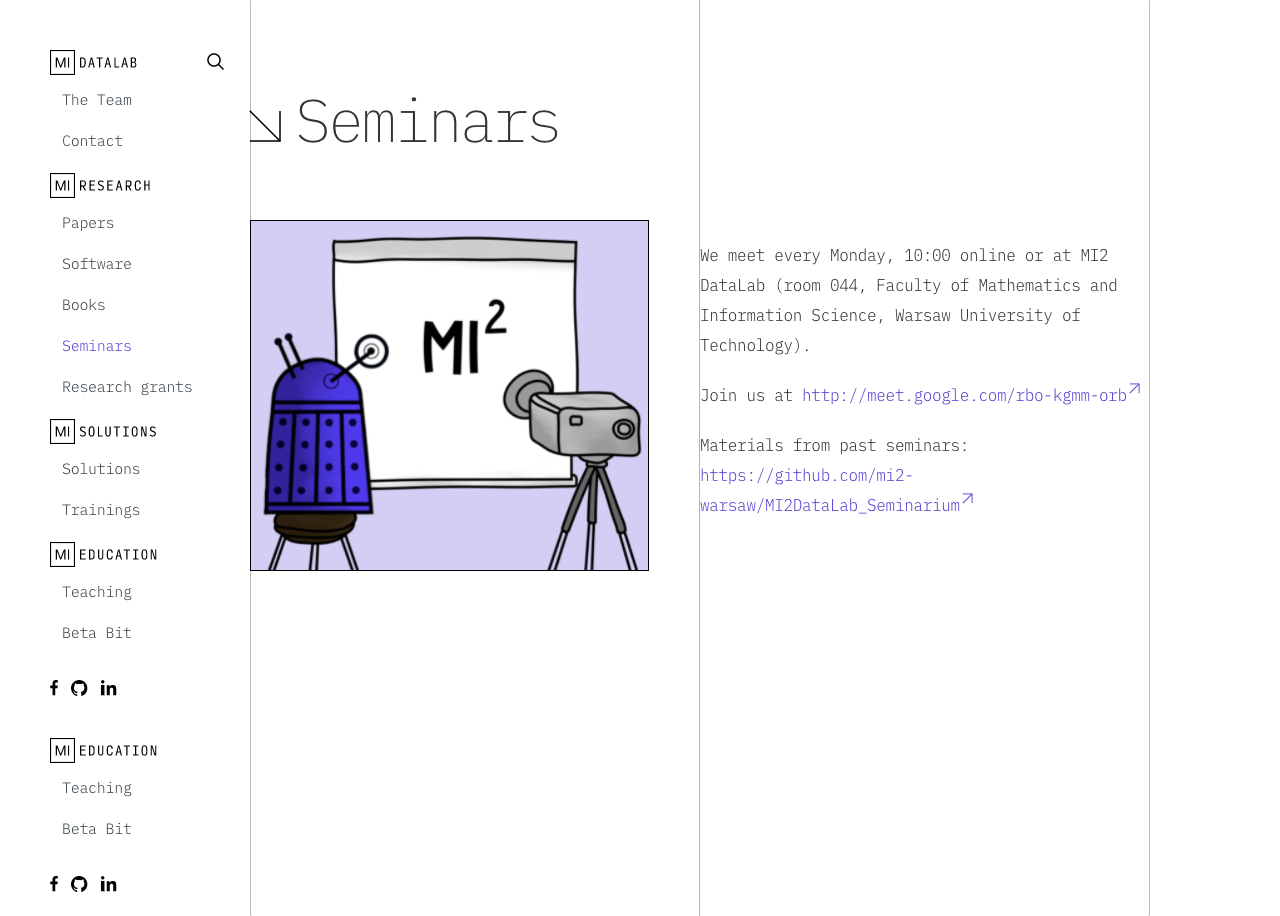 MI DATALAB
The Team
Contact
MI RESEARCH
Papers
Software
Books
Seminars
Research grants
MI SOLUTIONS
Solutions
Trainings
MI EDUCATION
Teaching
Beta Bit
MI EDUCATION
Teaching
Beta Bit
Seminars
MI²
We meet every Monday, 10:00 online or at MI2
DataLab (room 044, Faculty of Mathematics and
Information Science, Warsaw University of
Technology).
Join us at http://meet.google.com/rbo-kgmm-orb
Materials from past seminars:
https://github.com/mi2-
warsaw/MI2DataLab_Seminarium